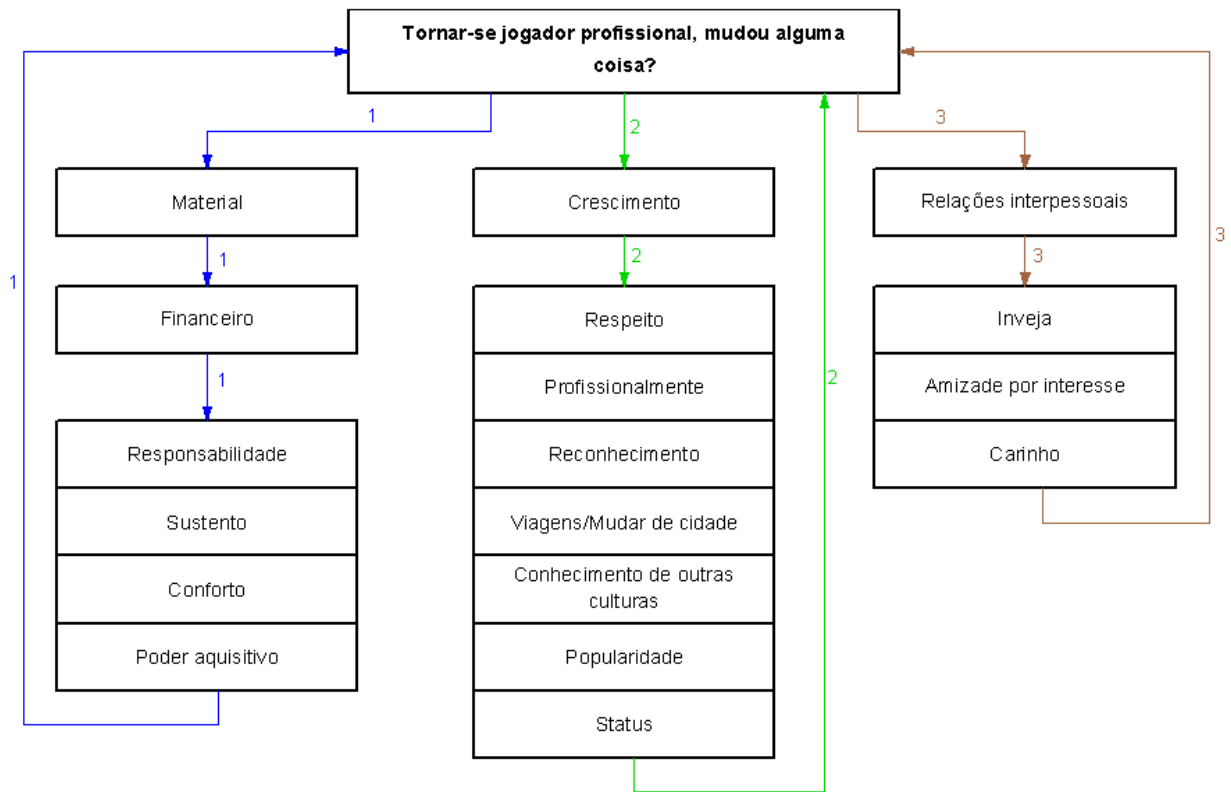 Tornar-se jogador profissional, mudou alguma
coisa?
1
2
3
Material
Crescimento
Relações interpessoais
1
2
3
3
1
Financeiro
Respeito
Inveja
1
Profissionalmente
2
Amizade por interesse
Responsabilidade
Reconhecimento
Carinho
Sustento
Viagens/Mudar de cidade
Conforto
Conhecimento de outras
culturas
Poder aquisitivo
Popularidade
Status